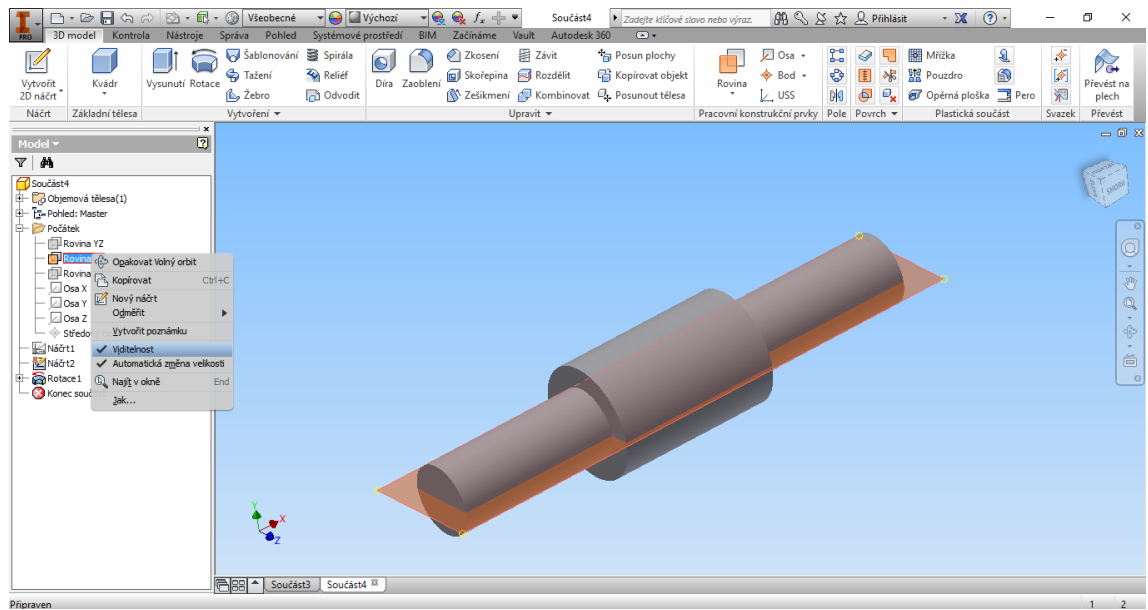 Všeobecné Výchozí fx Součást4 Zadejte klíčové slovo nebo výraz. Přihlásit
PRO 3D model Kontrola Nástroje Správa Pohled Systémové prostředí BIM Začínáme Vault Autodesk 360
Šablonování Spirála Zkosení Závit Posun plochy Osa Mřížka
Tažení Reliéf Skořepina Rozdělit Kopírovat objekt Bod Pouzdro
Vytvořit 2D náčrt Kvádr Vysunutí Rotace Díra Zaoblení Rovina Převést na plech
Žebro Odvodit Zešikmení Kombinovat Posunout tělesa USS Opěrná ploška Pero
Náčrt Základní tělesa Vytvoření Upravit Pracovní konstrukční prvky Pole Povrch Plastická součást Svazek Převést
Model
Součást4
Objemová tělesa(1)
Pohled: Master
Počátek
Rovina YZ
Rovina
Rovina
Osa X
Osa Y
Osa Z
Středo
Náčrt1
Náčrt2
Rotace1
Konec souč
Opakovat Volný orbit
Kopírovat Ctrl+C
Nový náčrt
Odměřit
Vytvořit poznámku
Viditelnost
Automatická změna velikosti
Najít v okně End
Jak...
SHORA
Y
X
Z
Součást3 Součást4
Připraven 1 2